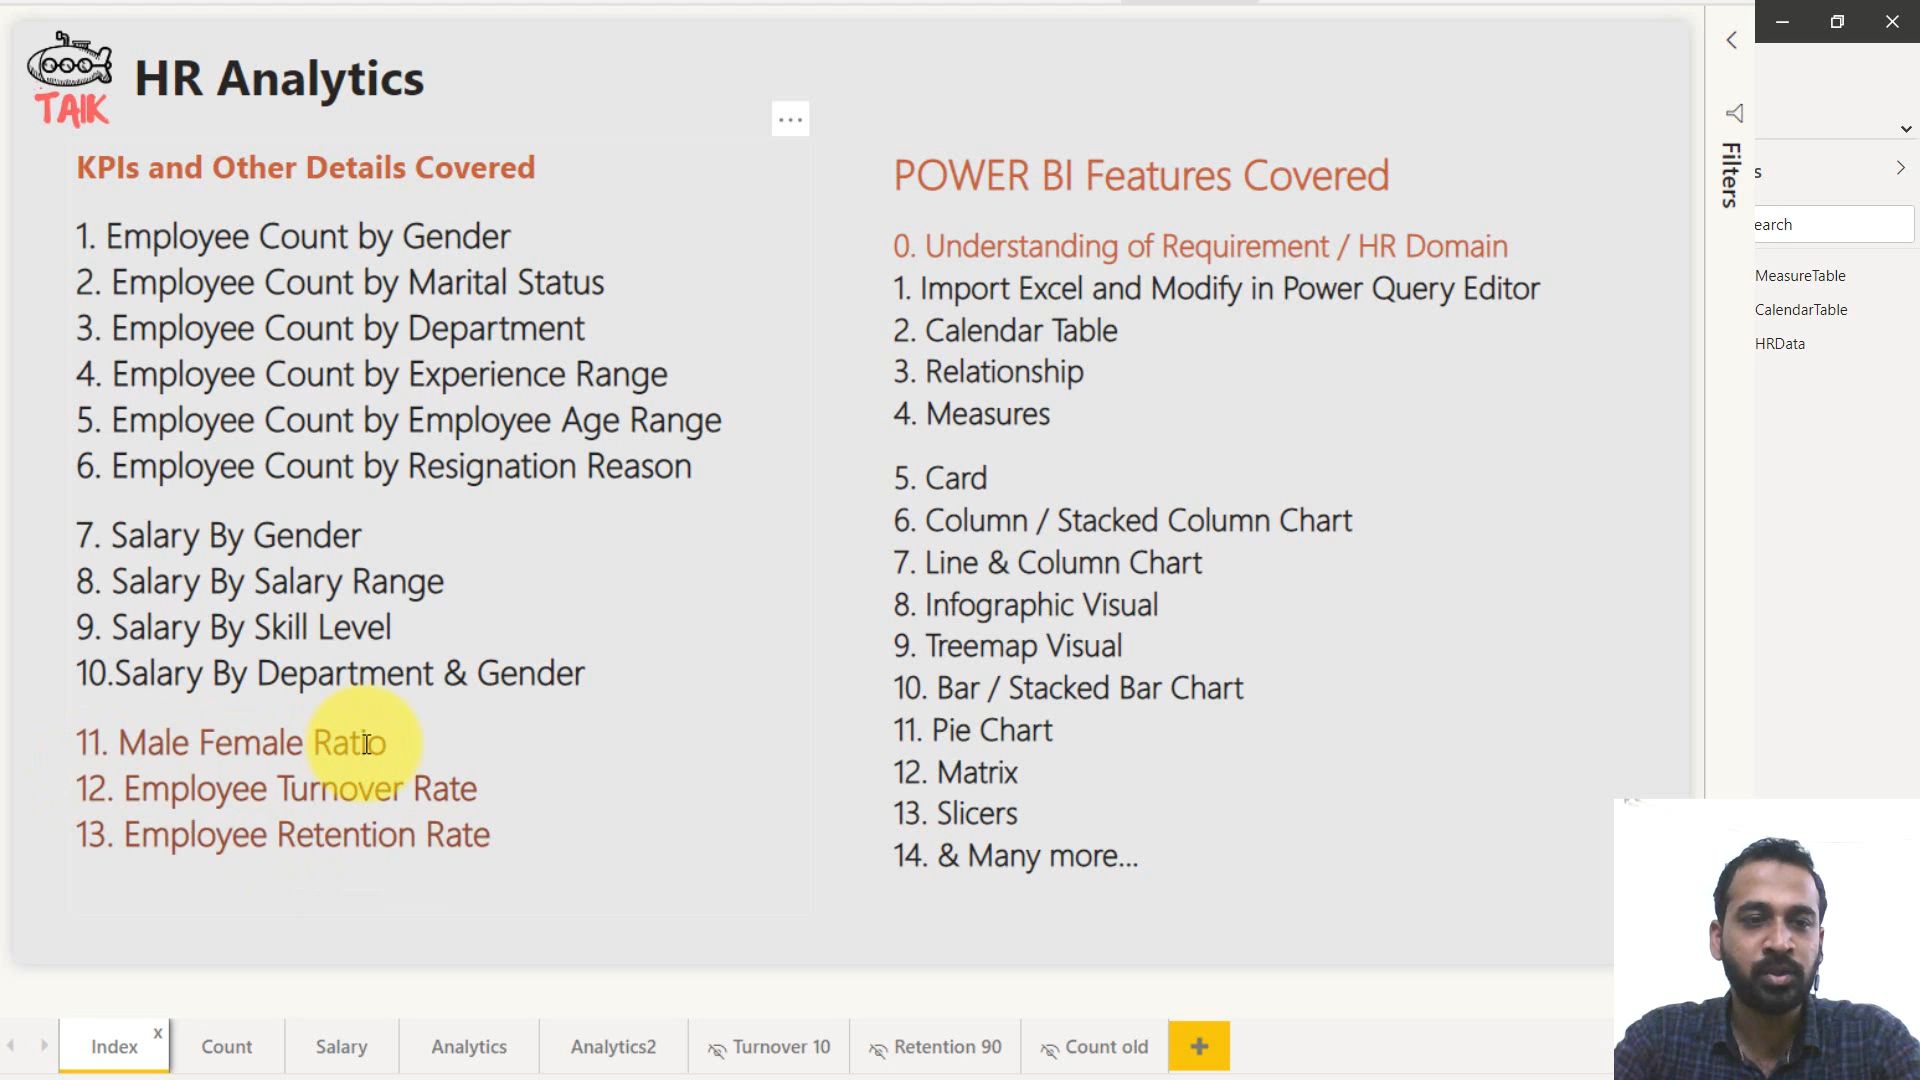 TAIK
HR Analytics
...
KPIs and Other Details Covered
1. Employee Count by Gender
2. Employee Count by Marital Status
3. Employee Count by Department
4. Employee Count by Experience Range
5. Employee Count by Employee Age Range
6. Employee Count by Resignation Reason
7. Salary By Gender
8. Salary By Salary Range
9. Salary By Skill Level
10.Salary By Department & Gender
11. Male Female Ratio
12. Employee Turnover Rate
13. Employee Retention Rate
POWER BI Features Covered
0. Understanding of Requirement / HR Domain
1. Import Excel and Modify in Power Query Editor
2. Calendar Table
3. Relationship
4. Measures
5. Card
6. Column / Stacked Column Chart
7. Line & Column Chart
8. Infographic Visual
9. Treemap Visual
10. Bar / Stacked Bar Chart
11. Pie Chart
12. Matrix
13. Slicers
14. & Many more...
Filters
s
earch
MeasureTable
CalendarTable
HRData
Index x
Count
Salary
Analytics
Analytics2
Turnover 10
Retention 90
Count old
+